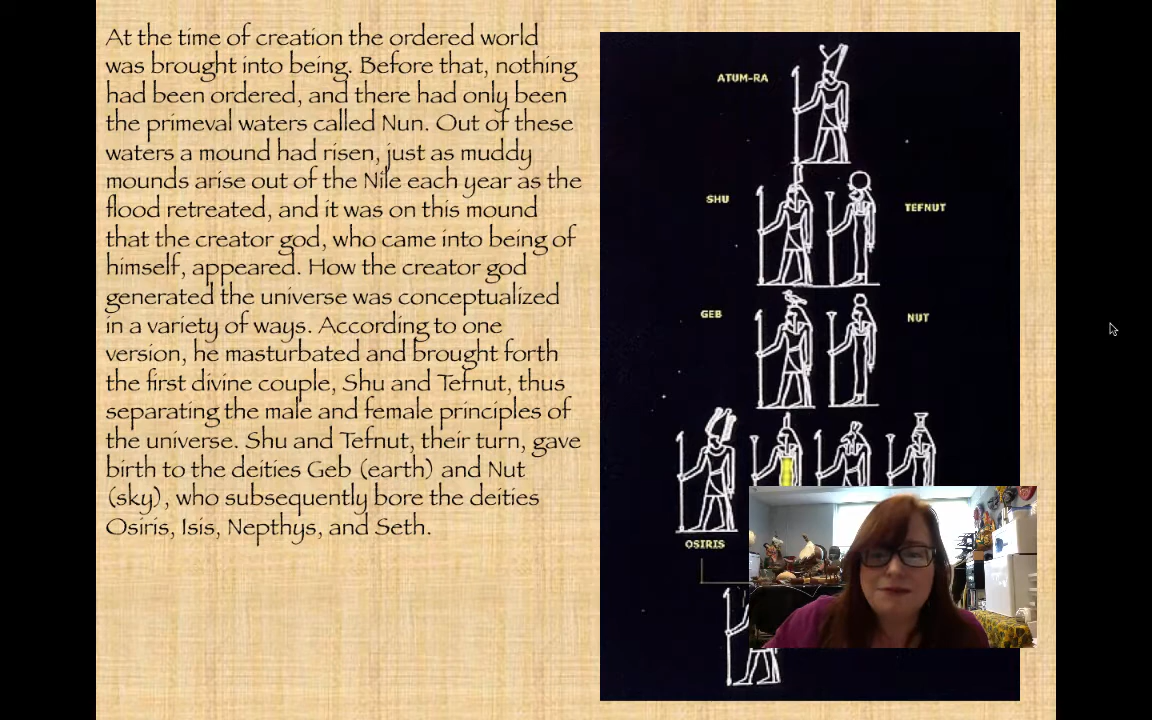 At the time of creation the ordered world
was brought into being. Before that, nothing
had been ordered, and there had only been
the primeval waters called Nun. Out of these
waters a mound had risen, just as muddy
mounds arise out of the Nile each year as the
flood retreated, and it was on this mound
that the creator god, who came into being of
himself, appeared. How the creator god
generated the universe was conceptualized
in a variety of ways. According to one
version, he masturbated and brought forth
the first divine couple, Shu and Tefnut, thus
separating the male and female principles of
the universe. Shu and Tefnut, their turn, gave
birth to the deities Geb (earth) and Nut
(sky), who subsequently bore the deities
Osiris, Isis, Nepthys, and Seth.
ATUM-RA
SHU
TEFNUT
GEB
NUT
OSIRIS